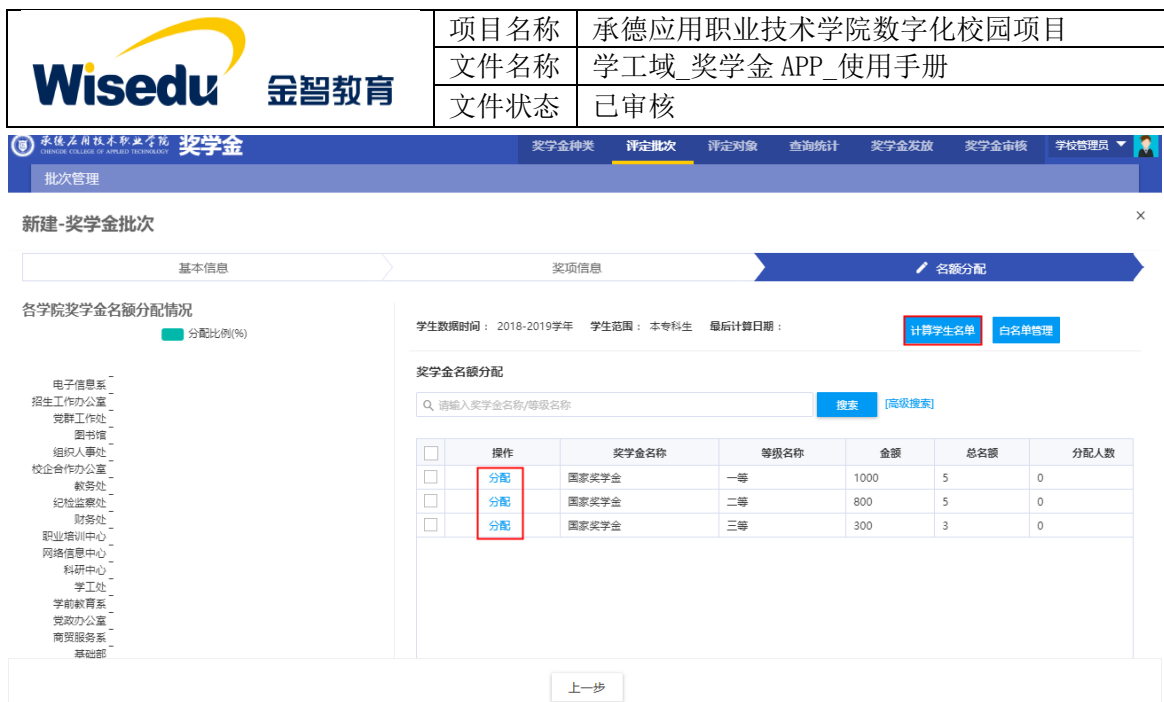 Wisedu 金智教育
项目名称 承德应用职业技术学院数字化校园项目
文件名称 学工域_奖学金 APP_使用手册
文件状态 已审核
承德应用技术职业学院 奖学金 奖学金种类 评定批次 评定对象 查询统计 奖学金发放 奖学金审核 学校管理员
CHENGDE COLLEGE OF APPLIED TECHNOLOGY
批次管理
新建-奖学金批次 ×
基本信息 奖项信息 名额分配
各学院奖学金名额分配情况
分配比例(%)
电子信息系
招生工作办公室
党群工作处
图书馆
组织人事处
校企合作办公室
教务处
纪检监察处
财务处
职业培训中心
网络信息中心
科研中心
学工处
学前教育系
党政办公室
商贸服务系
基础部
学生数据时间: 2018-2019学年 学生范围: 本专科生 最后计算日期: 计算学生名单 白名单管理
奖学金名额分配
请输入奖学金名称/等级名称 搜索 [高级搜索]
操作 奖学金名称 等级名称 金额 总名额 分配人数
分配 国家奖学金 一等 1000 5 0
分配 国家奖学金 二等 800 5 0
分配 国家奖学金 三等 300 3 0
上一步